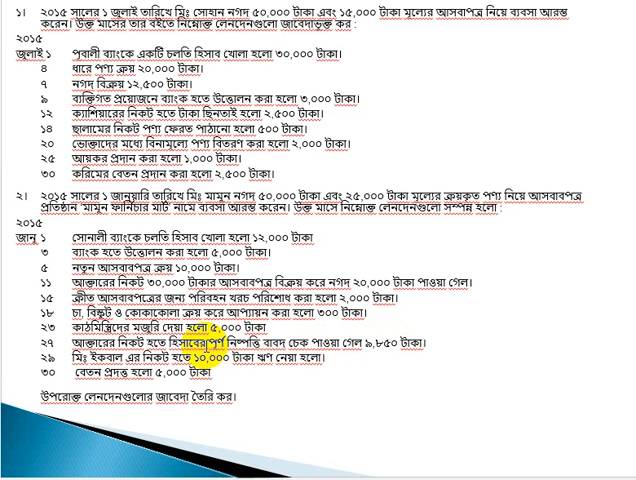 ১। ২০১৫ সালের ১ জুলাই তারিখে মিঃ সোহান নগদ ৫০,০০০ টাকা এবং ১৫,০০০ টাকা মূল্যের আসবাপত্র নিয়ে ব্যবসা আরম্ভ
করেন। উক্ত মাসের তার বইতে নিম্নোক্ত লেনদেনগুলো জাবেদাভুক্ত কর :
২০১৫
জুলাই ১ পূবালী ব্যাংকে একটি চলতি হিসাব খোলা হলো ৩০,০০০ টাকা।
৪ ধারে পণ্য ক্রয় ২০,০০০ টাকা।
৭ নগদ বিক্রয় ১২,৫০০ টাকা।
৯ ব্যক্তিগত প্রয়োজনে ব্যাংক হতে উত্তোলন করা হলো ৩,০০০ টাকা।
১২ ক্যাশিয়ারের নিকট হতে টাকা ছিনতাই হলো ২,৫০০ টাকা।
১৪ ছালামের নিকট পণ্য ফেরত পাঠানো হলো ৫০০ টাকা।
২০ ভোক্তাদের মধ্যে বিনামূল্যে পণ্য বিতরণ করা হলো ২,০০০ টাকা।
২৫ আয়কর প্রদান করা হলো ১,০০০ টাকা।
৩০ করিমের বেতন প্রদান করা হলো ২,৫০০ টাকা।
২। ২০১৫ সালের ১ জানুয়ারি তারিখে মিঃ মামুন নগদ ৫০,০০০ টাকা এবং ২৫,০০০ টাকা মূল্যের ক্রয়কৃত পণ্য নিয়ে আসবাবপত্র
প্রতিষ্ঠান 'মামুন ফার্নিচার মার্ট' নামে ব্যবসা আরম্ভ করেন। উক্ত মাসে নিম্নোক্ত লেনদেনগুলো সম্পন্ন হলো :
২০১৫
জানু ১ সোনালী ব্যাংকে চলতি হিসাব খোলা হলো ১২,০০০ টাকা
৩ ব্যাংক হতে উত্তোলন করা হলো ৫,০০০ টাকা।
৫ নতুন আসবাবপত্র ক্রয় ১০,০০০ টাকা।
১১ আক্তারের নিকট ৩০,০০০ টাকার আসবাবপত্র বিক্রয় করে নগদ ২০,০০০ টাকা পাওয়া গেল।
১৫ ক্রীত আসবাপত্রের জন্য পরিবহন খরচ পরিশোধ করা হলো ২,০০০ টাকা।
১৮ চা, বিস্কুট ও কোকাকোলা ক্রয় করে আপ্যায়ন করা হলো ৩০০ টাকা।
২৩ কাঠমিস্ত্রিদের মজুরি দেয়া হলো ৫,০০০ টাকা
২৭ আক্তারের নিকট হতে হিসাবের পূর্ণ নিষ্পত্তি বাবদ চেক পাওয়া গেল ৯,৮৫০ টাকা।
২৯ মিঃ ইকবাল এর নিকট হতে ১০,০০০ টাকা ঋণ নেয়া হলো।
৩০ বেতন প্রদত্ত হলো ৫,০০০ টাকা
উপরোক্ত লেনদেনগুলোর জাবেদা তৈরি কর।